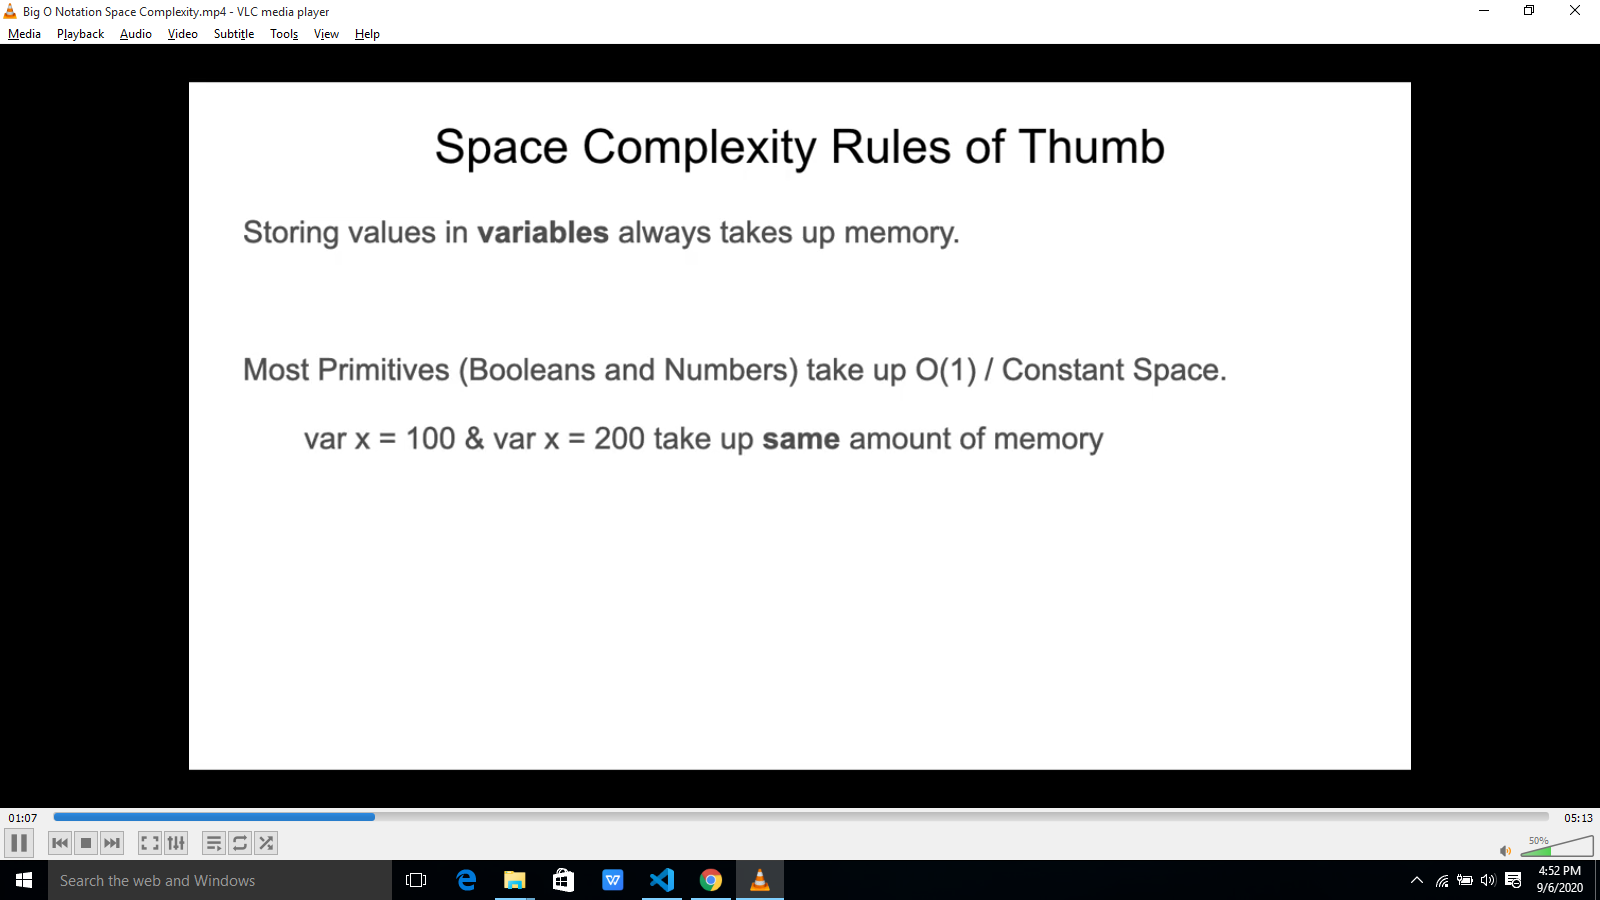 Big O Notation Space Complexity.mp4 - VLC media player
Media Playback Audio Video Subtitle Tools View Help
Space Complexity Rules of Thumb
Storing values in variables always takes up memory.
Most Primitives (Booleans and Numbers) take up O(1) / Constant Space.
var x = 100 & var x = 200 take up same amount of memory
01:07
05:13
50%
Search the web and Windows
4:52 PM
9/6/2020